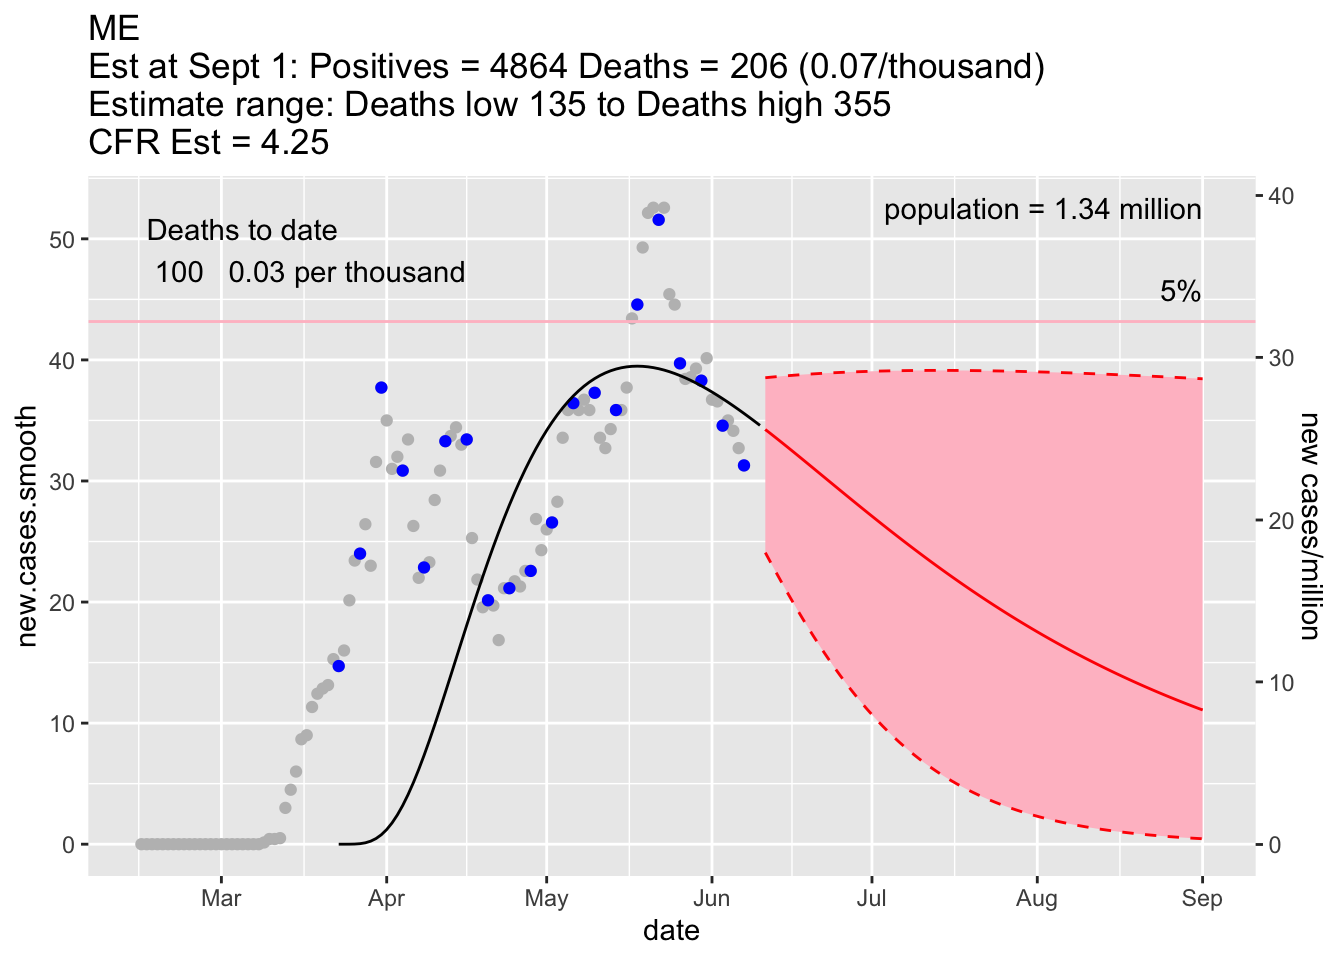 ME
Est at Sept 1: Positives = 4864 Deaths = 206 (0.07/thousand)
Estimate range: Deaths low 135 to Deaths high 355
CFR Est = 4.25
Deaths to date
100 0.03 per thousand
population = 1.34 million
5%
new.cases.smooth
50
40
30
20
10
0
40
30
20
10
0
new cases/million
Mar Apr May Jun Jul Aug Sep
date